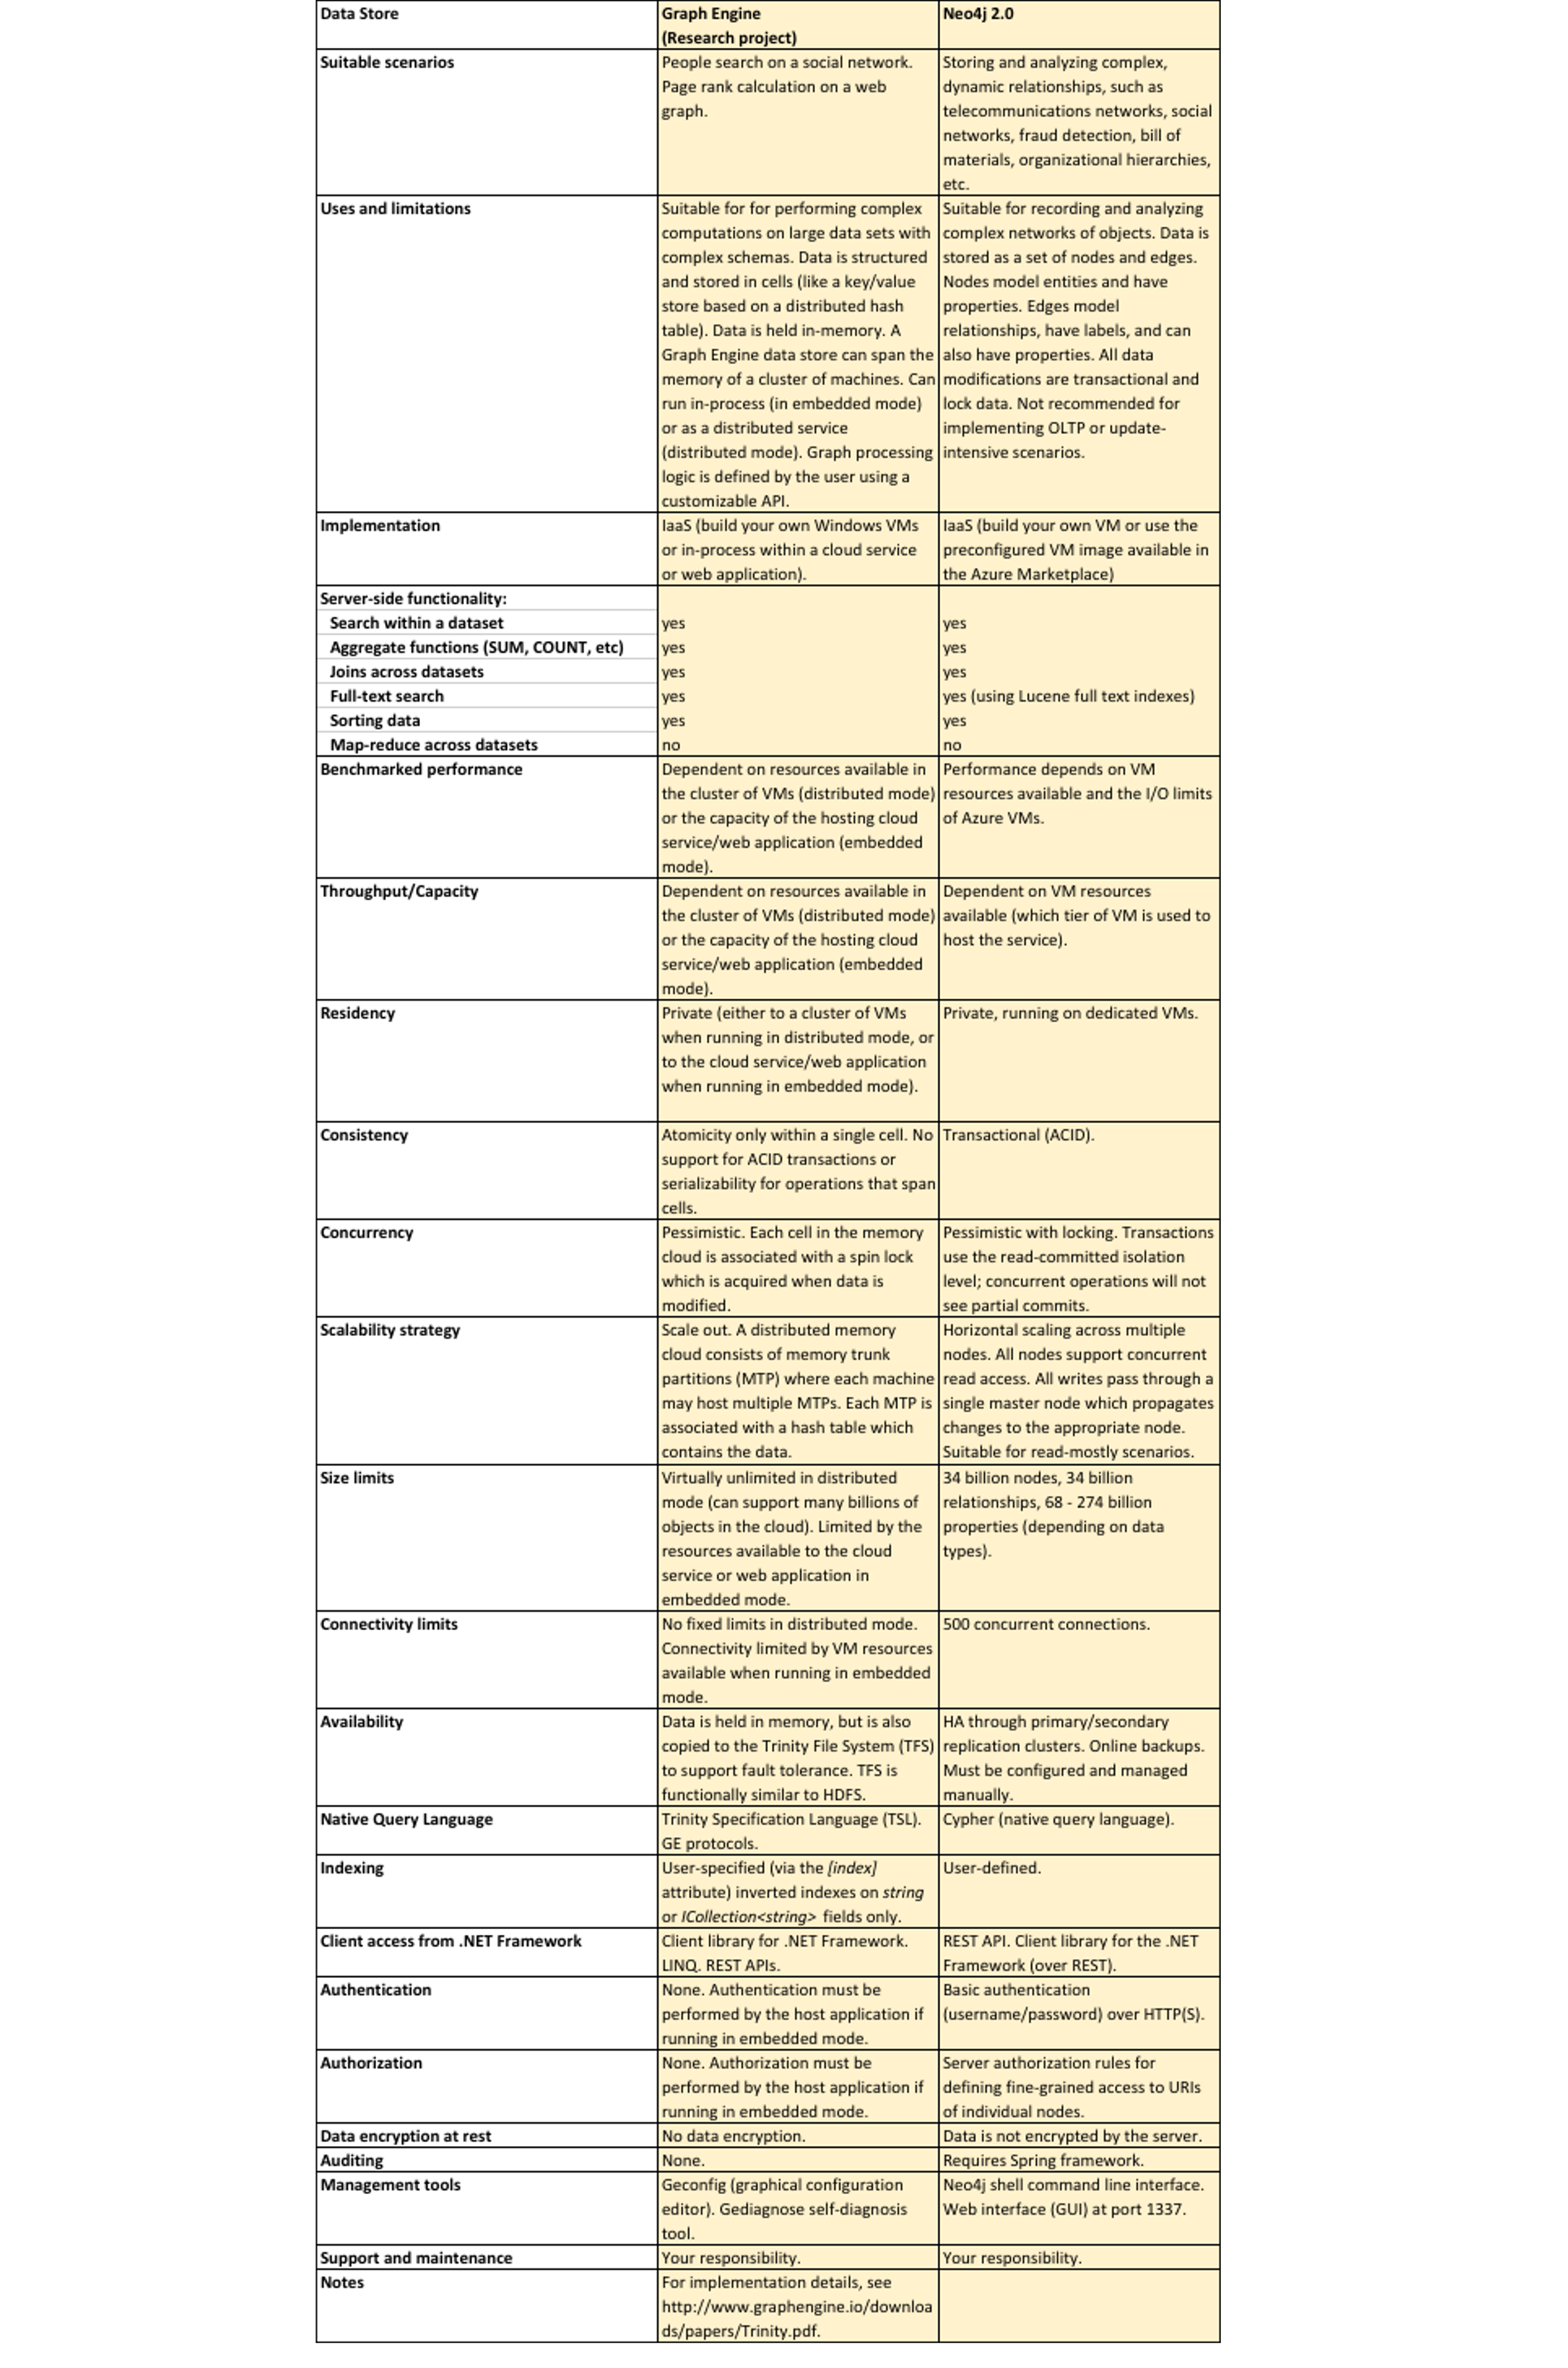 Data Store
Graph Engine
(Research project)
Neo4j 2.0
Suitable scenarios
People search on a social network.
Page rank calculation on a web
graph.
Storing and analyzing complex,
dynamic relationships, such as
telecommunications networks, social
networks, fraud detection, bill of
materials, organizational hierarchies,
etc.
Uses and limitations
Suitable for for performing complex
computations on large data sets with
complex schemas. Data is structured
and stored in cells (like a key/value
store based on a distributed hash
table). Data is held in-memory. A
Graph Engine data store can span the
memory of a cluster of machines. Can
run in-process (in embedded mode)
or as a distributed service
(distributed mode). Graph processing
logic is defined by the user using a
customizable API.
Suitable for recording and analyzing
complex networks of objects. Data is
stored as a set of nodes and edges.
Nodes model entities and have
properties. Edges model
relationships, have labels, and can
also have properties. All data
modifications are transactional and
lock data. Not recommended for
implementing OLTP or update-
intensive scenarios.
Implementation
IaaS (build your own Windows VMs
or in-process within a cloud service
or web application).
IaaS (build your own VM or use the
preconfigured VM image available in
the Azure Marketplace)
Server-side functionality:
Search within a dataset
yes
yes
Aggregate functions (SUM, COUNT, etc)
yes
yes
Joins across datasets
yes
yes
Full-text search
yes
yes (using Lucene full text indexes)
Sorting data
yes
yes
Map-reduce across datasets
no
no
Benchmarked performance
Dependent on resources available in
the cluster of VMs (distributed mode)
or the capacity of the hosting cloud
service/web application (embedded
mode).
Performance depends on VM
resources available and the I/O limits
of Azure VMs.
Throughput/Capacity
Dependent on resources available in
the cluster of VMs (distributed mode)
or the capacity of the hosting cloud
service/web application (embedded
mode).
Dependent on VM resources
available (which tier of VM is used to
host the service).
Residency
Private (either to a cluster of VMs
when running in distributed mode, or
to the cloud service/web application
when running in embedded mode).
Private, running on dedicated VMs.
Consistency
Atomicity only within a single cell. No
support for ACID transactions or
serializability for operations that span
cells.
Transactional (ACID).
Concurrency
Pessimistic. Each cell in the memory
cloud is associated with a spin lock
which is acquired when data is
modified.
Pessimistic with locking. Transactions
use the read-committed isolation
level; concurrent operations will not
see partial commits.
Scalability strategy
Scale out. A distributed memory
cloud consists of memory trunk
partitions (MTP) where each machine
may host multiple MTPs. Each MTP is
associated with a hash table which
contains the data.
Horizontal scaling across multiple
nodes. All nodes support concurrent
read access. All writes pass through a
single master node which propagates
changes to the appropriate node.
Suitable for read-mostly scenarios.
Size limits
Virtually unlimited in distributed
mode (can support many billions of
objects in the cloud). Limited by the
resources available to the cloud
service or web application in
embedded mode.
34 billion nodes, 34 billion
relationships, 68 - 274 billion
properties (depending on data
types).
Connectivity limits
No fixed limits in distributed mode.
Connectivity limited by VM resources
available when running in embedded
mode.
500 concurrent connections.
Availability
Data is held in memory, but is also
copied to the Trinity File System (TFS)
to support fault tolerance. TFS is
functionally similar to HDFS.
HA through primary/secondary
replication clusters. Online backups.
Must be configured and managed
manually.
Native Query Language
Trinity Specification Language (TSL).
GE protocols.
Cypher (native query language).
Indexing
User-specified (via the [index]
attribute) inverted indexes on string
or ICollection<string> fields only.
User-defined.
Client access from .NET Framework
Client library for .NET Framework.
LINQ. REST APIs.
REST API. Client library for the .NET
Framework (over REST).
Authentication
None. Authentication must be
performed by the host application if
running in embedded mode.
Basic authentication
(username/password) over HTTP(S).
Authorization
None. Authorization must be
performed by the host application if
running in embedded mode.
Server authorization rules for
defining fine-grained access to URIs
of individual nodes.
Data encryption at rest
No data encryption.
Data is not encrypted by the server.
Auditing
None.
Requires Spring framework.
Management tools
Geconfig (graphical configuration
editor). Gediagnose self-diagnosis
tool.
Neo4j shell command line interface.
Web interface (GUI) at port 1337.
Support and maintenance
Your responsibility.
Your responsibility.
Notes
For implementation details, see
http://www.graphengine.io/downloa
ds/papers/Trinity.pdf.